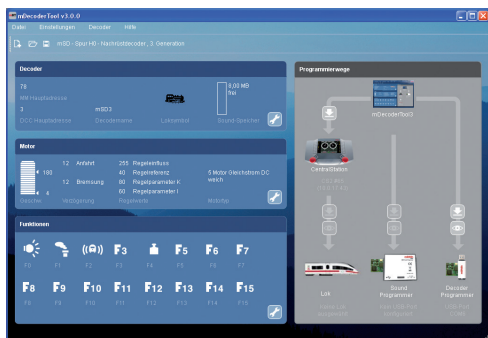 mDecoderTool v3.0.0
Datei Einstellungen Decoder Hilfe
mSD - Spur H0 - Nachrüstdecoder , 3. Generation
Decoder
78
MM Hauptadresse
3
DCC Hauptadresse
mSD3
Decodername
Loksymbol
8,00 MB
frei
Sound-Speicher
Motor
180
4
12 Anfahrt
12 Bremsung
Verzögerung
255 Regeleinfluss
40 Regelreferenz
80 Regelparameter K
60 Regelparameter I
Regelwerte
5 Motor Gleichstrom DC
weich
Motortyp
Funktionen
F3 F5 F6 F7
F0 F1 F2 F3 F4 F5 F6 F7
F8 F9 F10 F11 F12 F13 F14 F15
F8 F9 F10 F11 F12 F13 F14 F15
Programmierwege
mDecoderTool3
CentralStation
Lok
Sound
Programmer
Decoder
Programmer